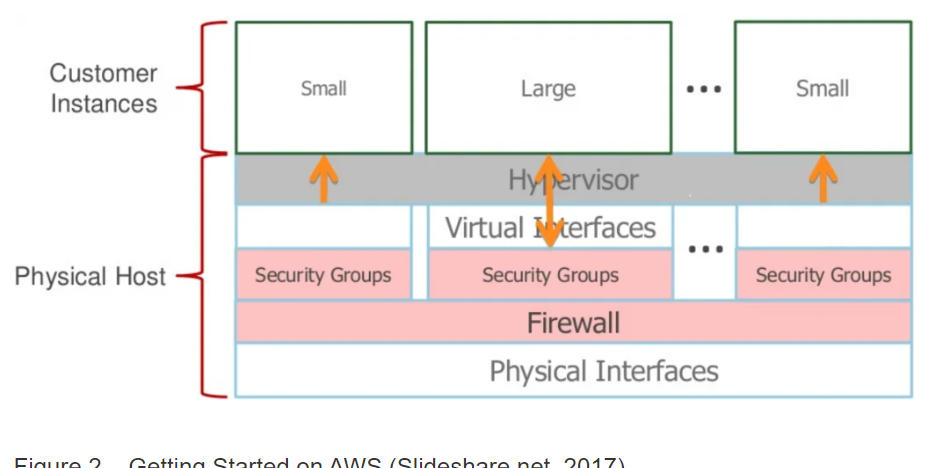 Customer
Instances
Small
Large
...
Small
Hypervisor
Virtual Interfaces
...
Physical Host
Security Groups
Security Groups
Security Groups
Firewall
Physical Interfaces
Figure 2 Getting Started on AWS (Slideshare.net, 2017)